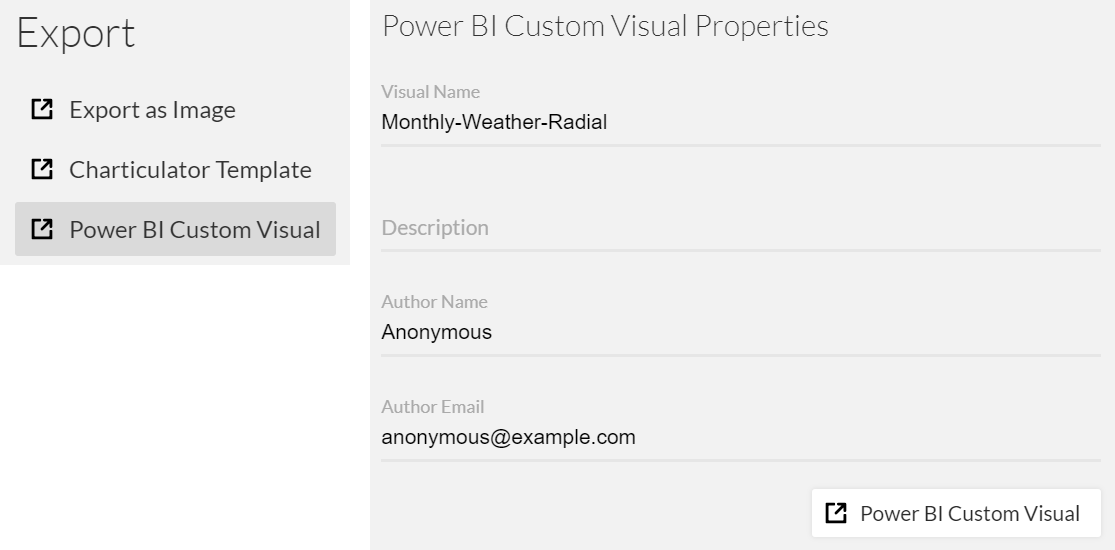 Export
Export as Image
Charticulator Template
Power BI Custom Visual
Power BI Custom Visual Properties
Visual Name
Monthly-Weather-Radial
Description
Author Name
Anonymous
Author Email
anonymous@example.com
Power BI Custom Visual